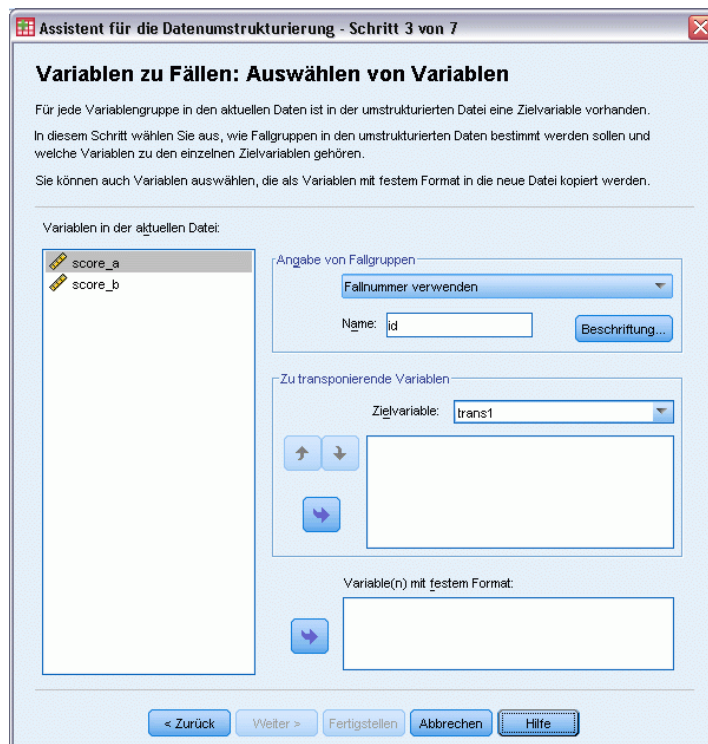 Assistent für die Datenumstrukturierung - Schritt 3 von 7
Variablen zu Fällen: Auswählen von Variablen
Für jede Variablengruppe in den aktuellen Daten ist in der umstrukturierten Datei eine Zielvariable vorhanden.
In diesem Schritt wählen Sie aus, wie Fallgruppen in den umstrukturierten Daten bestimmt werden sollen und
welche Variablen zu den einzelnen Zielvariablen gehören.
Sie können auch Variablen auswählen, die als Variablen mit festem Format in die neue Datei kopiert werden.
Variablen in der aktuellen Datei:
score_a
score_b
Angabe von Fallgruppen
Fallnummer verwenden
Name: id
Beschriftung...
Zu transponierende Variablen
Zielvariable: trans1
Variable(n) mit festem Format:
< Zurück Weiter > Fertigstellen Abbrechen Hilfe